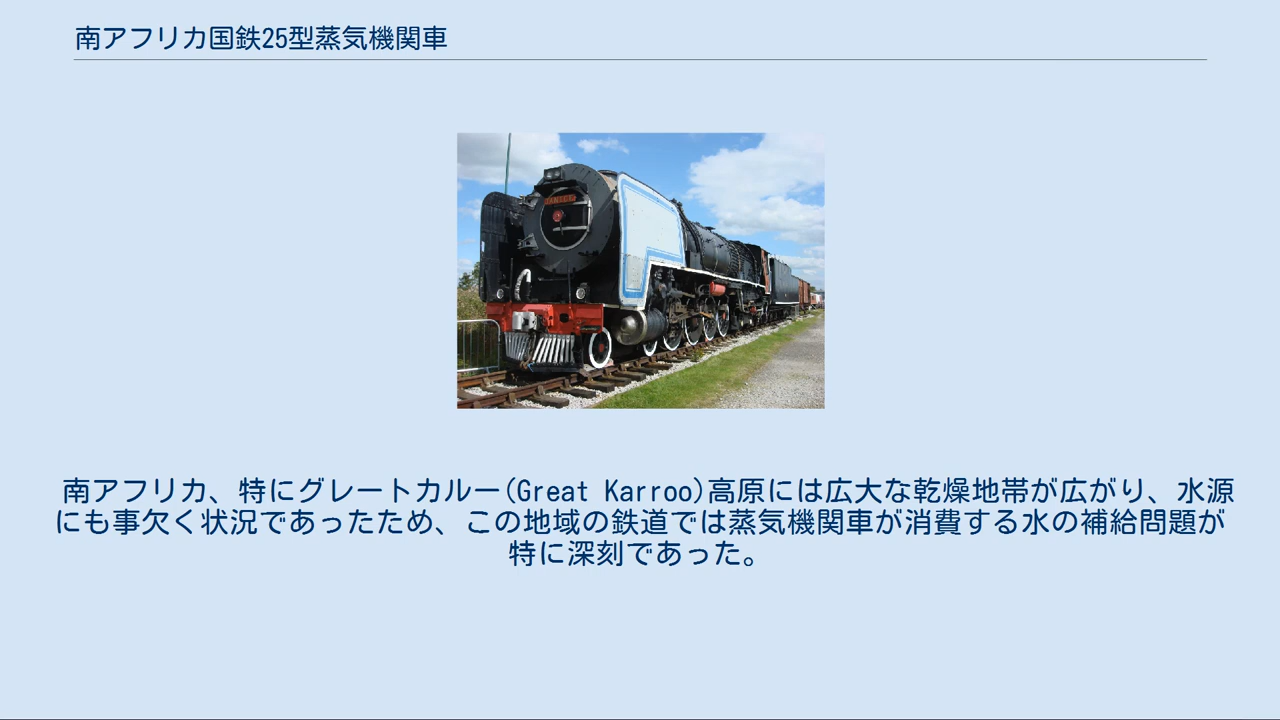 南アフリカ国鉄25型蒸気機関車
JANICE
南アフリカ、特にグレートカルー(Great Karroo)高原には広大な乾燥地帯が広がり、水源
にも事欠く状況であったため、この地域の鉄道では蒸気機関車が消費する水の補給問題が
特に深刻であった。